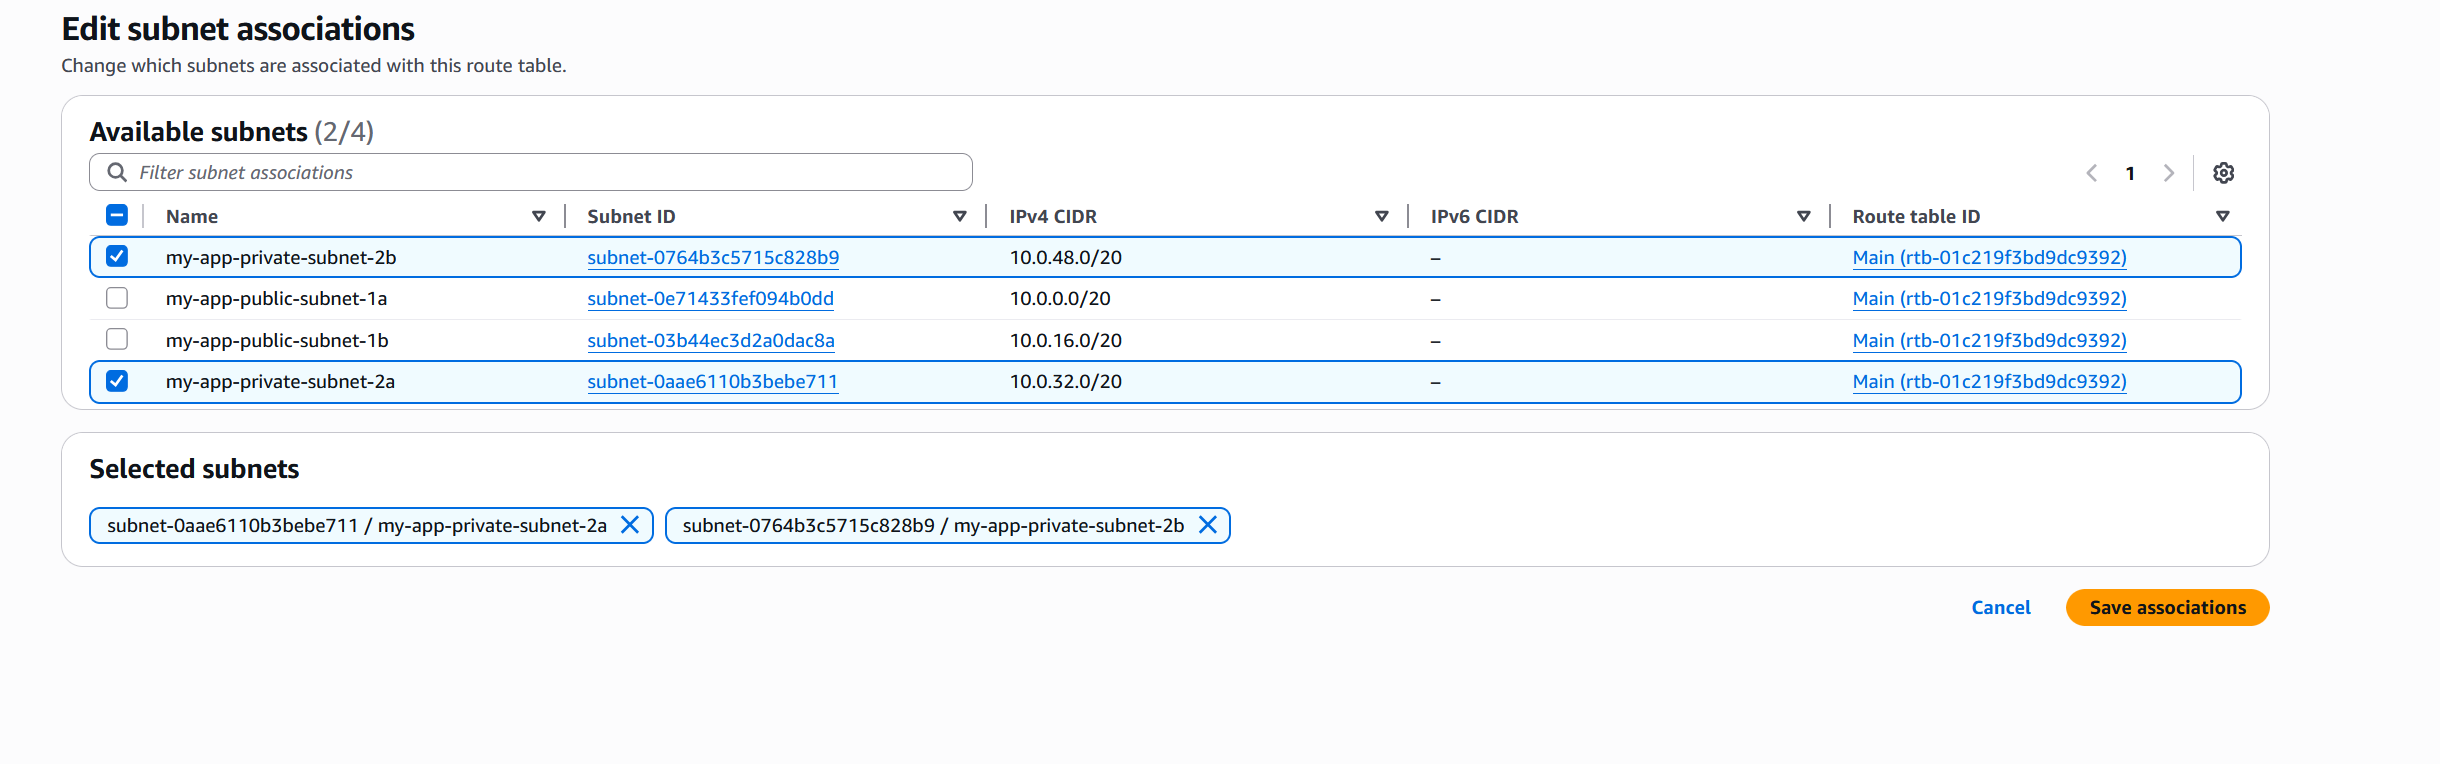 Edit subnet associations
Change which subnets are associated with this route table.
Available subnets (2/4)
Filter subnet associations
1
Name Subnet ID IPv4 CIDR IPv6 CIDR Route table ID
my-app-private-subnet-2b subnet-0764b3c5715c828b9 10.0.48.0/20 – Main (rtb-01c219f3bd9dc9392)
my-app-public-subnet-1a subnet-0e71433fef094b0dd 10.0.0.0/20 – Main (rtb-01c219f3bd9dc9392)
my-app-public-subnet-1b subnet-03b44ec3d2a0dac8a 10.0.16.0/20 – Main (rtb-01c219f3bd9dc9392)
my-app-private-subnet-2a subnet-0aae6110b3bebe711 10.0.32.0/20 – Main (rtb-01c219f3bd9dc9392)
Selected subnets
subnet-0aae6110b3bebe711 / my-app-private-subnet-2a subnet-0764b3c5715c828b9 / my-app-private-subnet-2b
Cancel Save associations